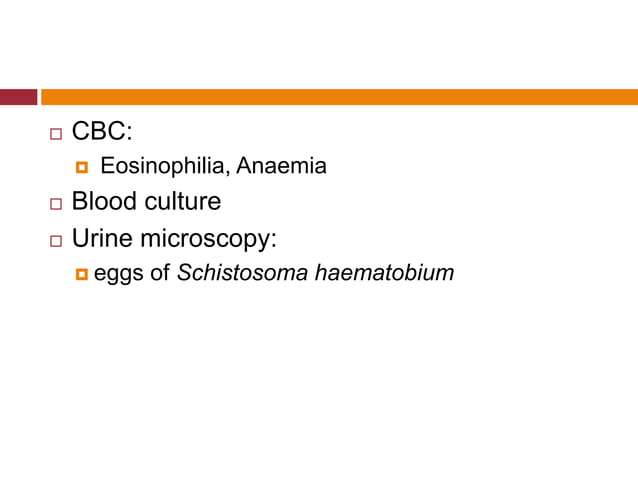 CBC:
Eosinophilia, Anaemia
Blood culture
Urine microscopy:
eggs of Schistosoma haematobium